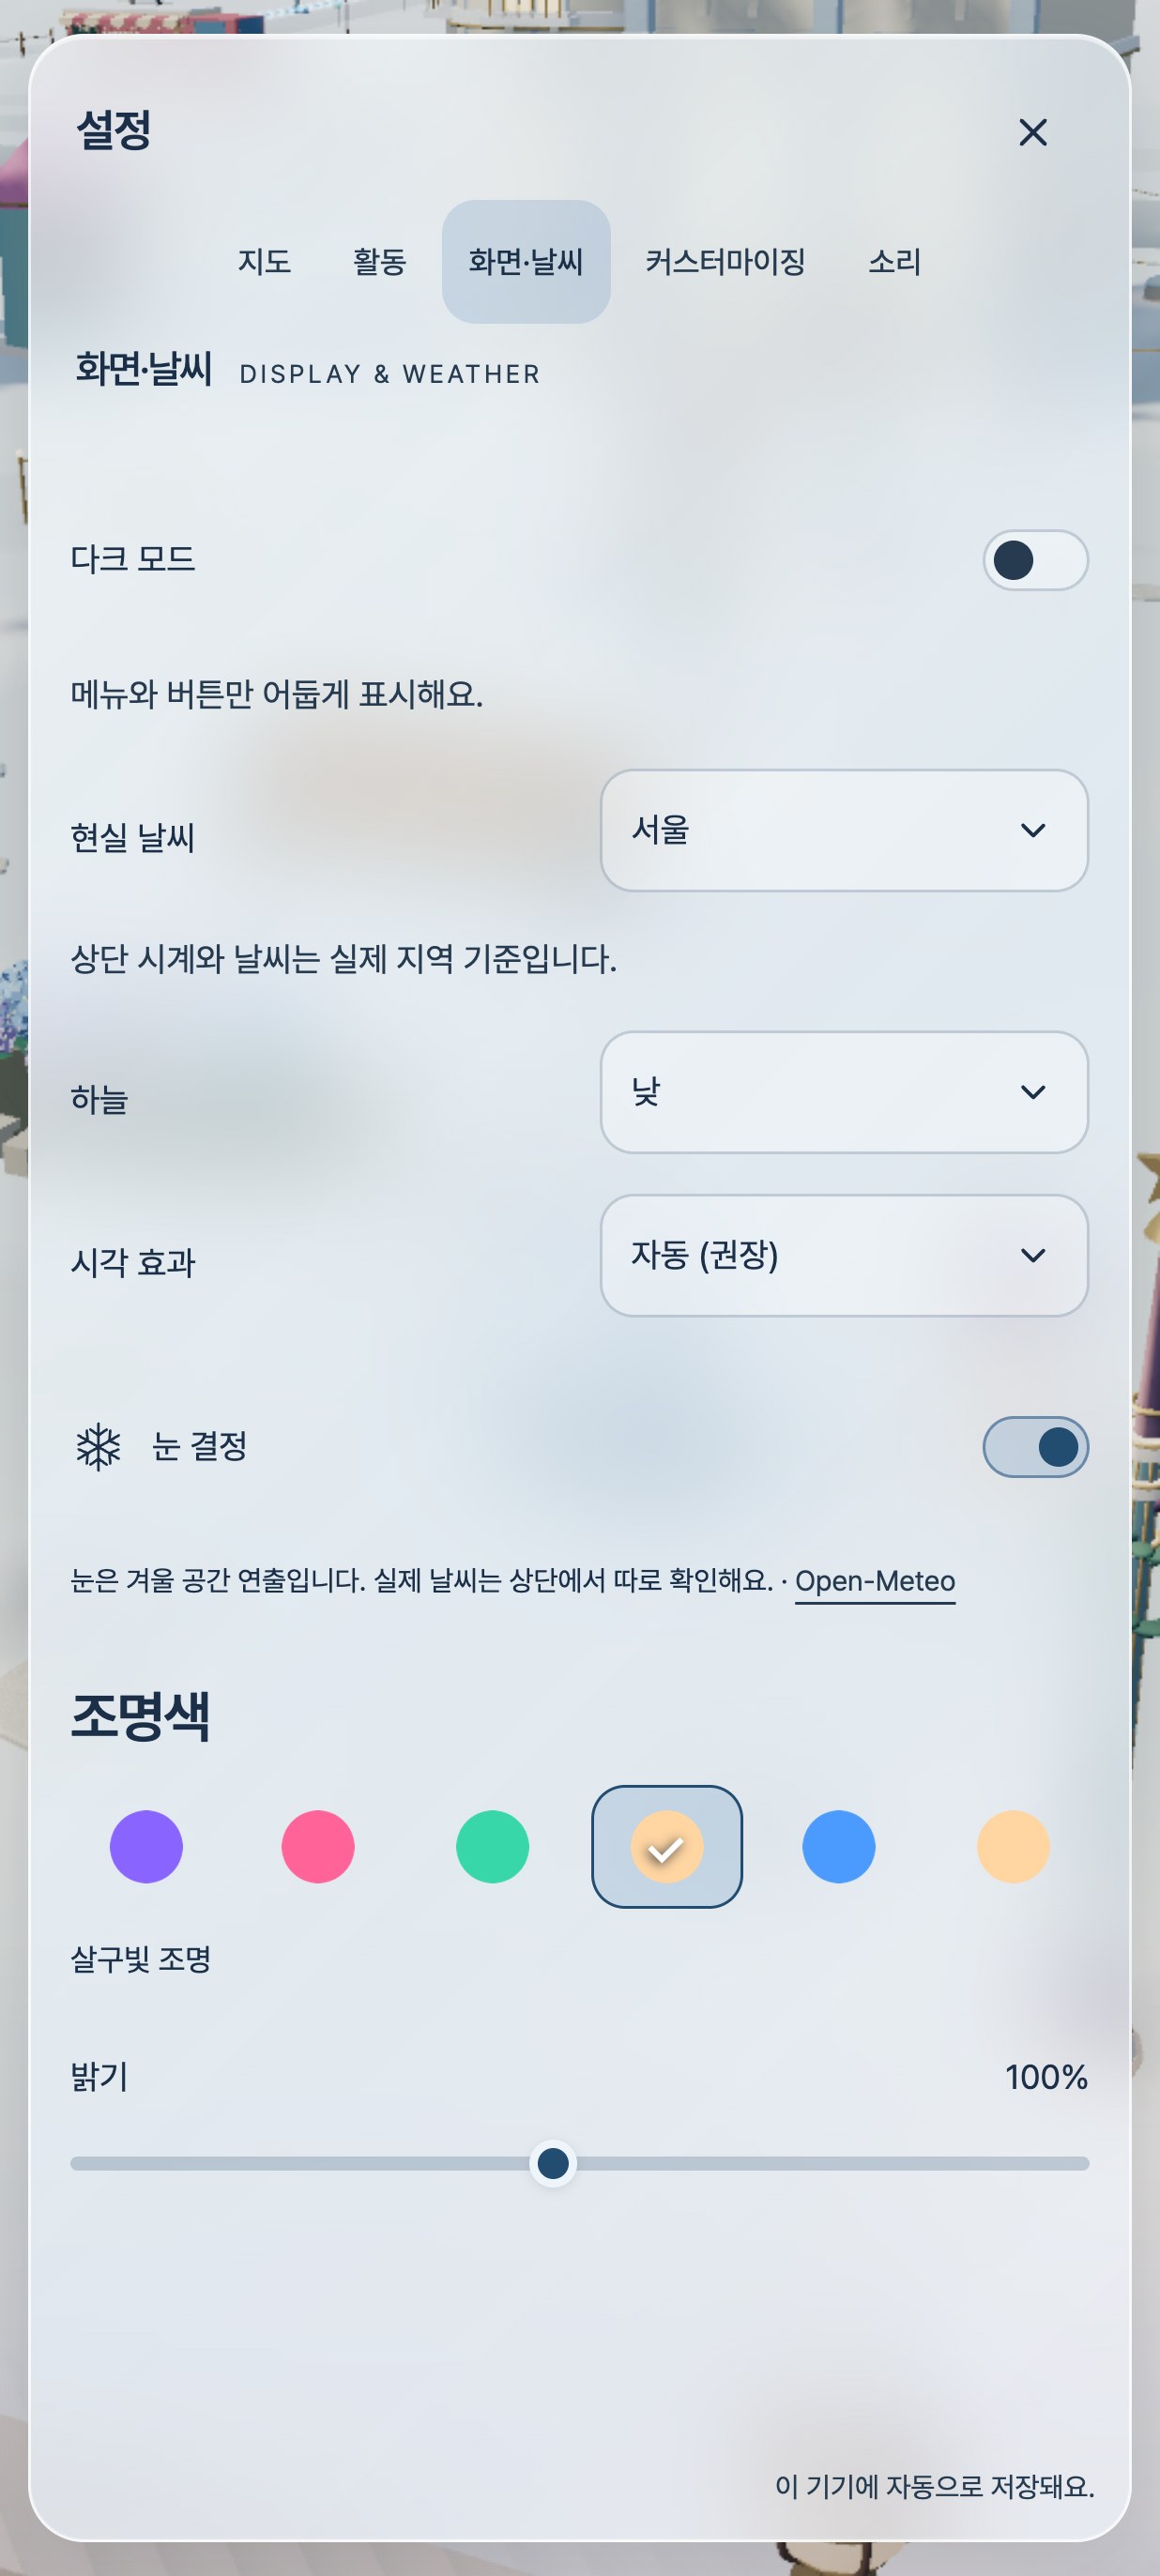 설정
지도 활동 화면·날씨 커스터마이징 소리
화면·날씨 DISPLAY & WEATHER
다크 모드
메뉴와 버튼만 어둡게 표시해요.
현실 날씨 서울
상단 시계와 날씨는 실제 지역 기준입니다.
하늘 낮
시각 효과 자동 (권장)
눈 결정
눈은 겨울 공간 연출입니다. 실제 날씨는 상단에서 따로 확인해요. · Open-Meteo
조명색
살구빛 조명
밝기 100%
이 기기에 자동으로 저장돼요.